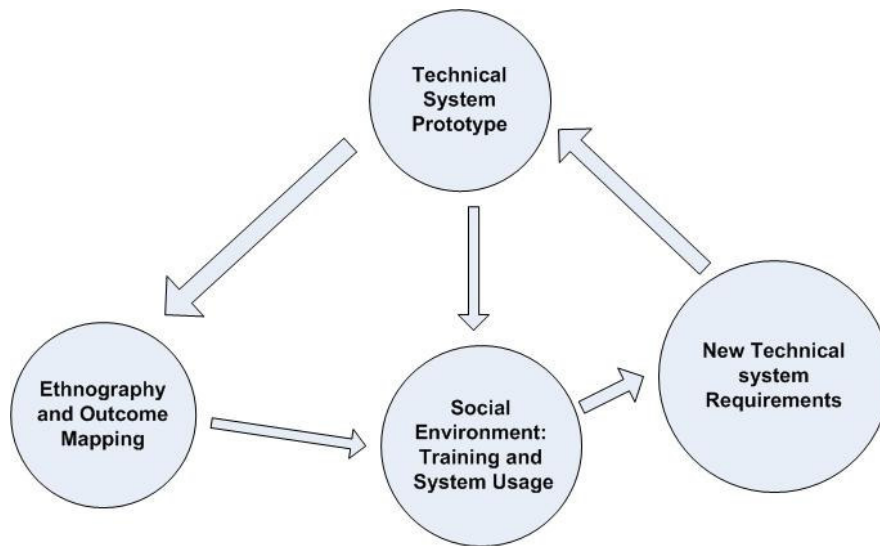 Technical
System
Prototype
Ethnography
and Outcome
Mapping
Social
Environment:
Training and
System Usage
New Technical
system
Requirements